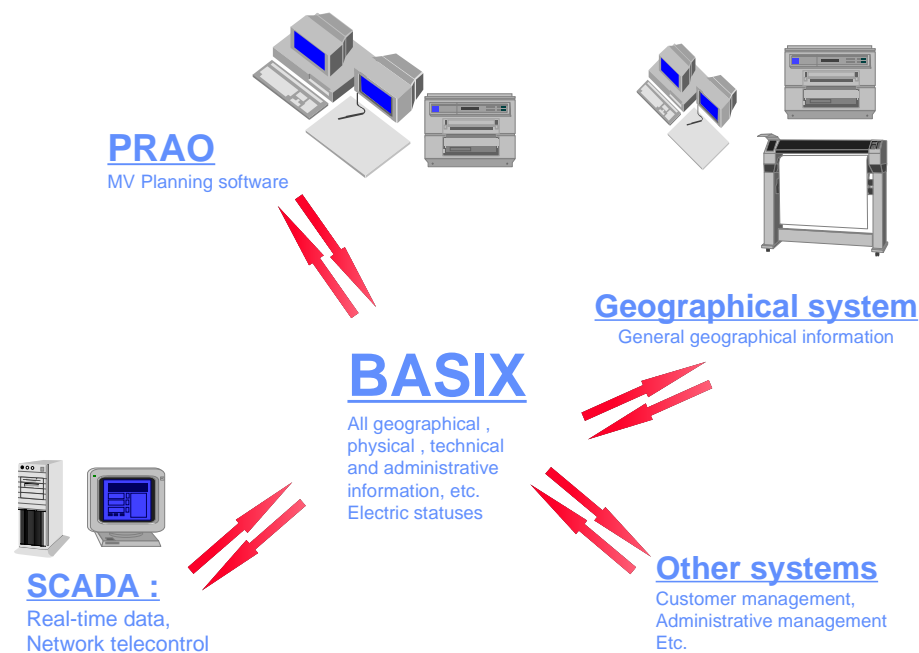 PRAO
MV Planning software
Geographical system
General geographical information
BASIX
All geographical ,
physical , technical
and administrative
information, etc.
Electric statuses
SCADA :
Real-time data,
Network telecontrol
Other systems
Customer management,
Administrative management
Etc.